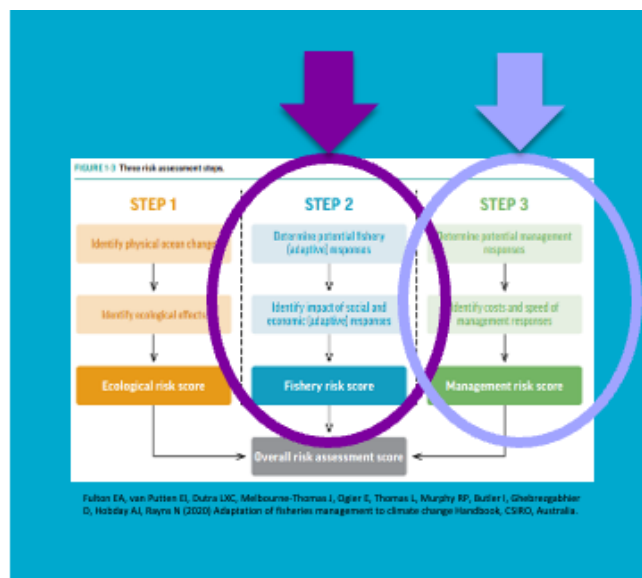 FIGURE 1-3 Three risk assessment steps.
STEP 1
Identify physical ocean change
Identify ecological effects
Ecological risk score
STEP 2
Determine potential fishery
(adaptive) responses
Identify impact of social and
economic (adaptive) responses
Fishery risk score
STEP 3
Determine potential management
responses
Identify costs and speed of
management responses
Management risk score
Overall risk assessment score
Fulton EA, van Putten EI, Dutra LXC, Melbourne-Thomas J, Ogier E, Thomas L, Murphy RP, Butler I, Ghebrezgabhier
D, Hobday AJ, Rayns N (2020) Adaptation of fisheries management to climate change Handbook, CSIRO, Australia.